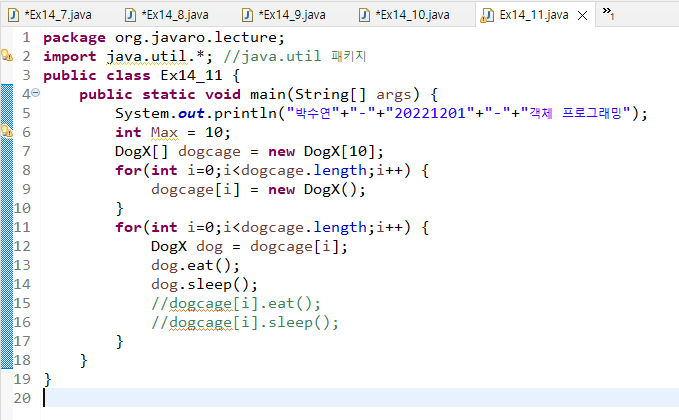 *Ex14_7.java *Ex14_8.java *Ex14_9.java *Ex14_10.java Ex14_11.java »1
1 package org.javaro.lecture;
2 import java.util.*; //java.util 패키지
3 public class Ex14_11 {
4 public static void main(String[] args) {
5 System.out.println("박수연"+"-"+"20221201"+"-"+"객체 프로그래밍");
6 int Max = 10;
7 DogX[] dogcage = new DogX[10];
8 for(int i=0;i<dogcage.length;i++) {
9 dogcage[i] = new DogX();
10 }
11 for(int i=0;i<dogcage.length;i++) {
12 DogX dog = dogcage[i];
13 dog.eat();
14 dog.sleep();
15 //dogcage[i].eat();
16 //dogcage[i].sleep();
17 }
18 }
19 }
20